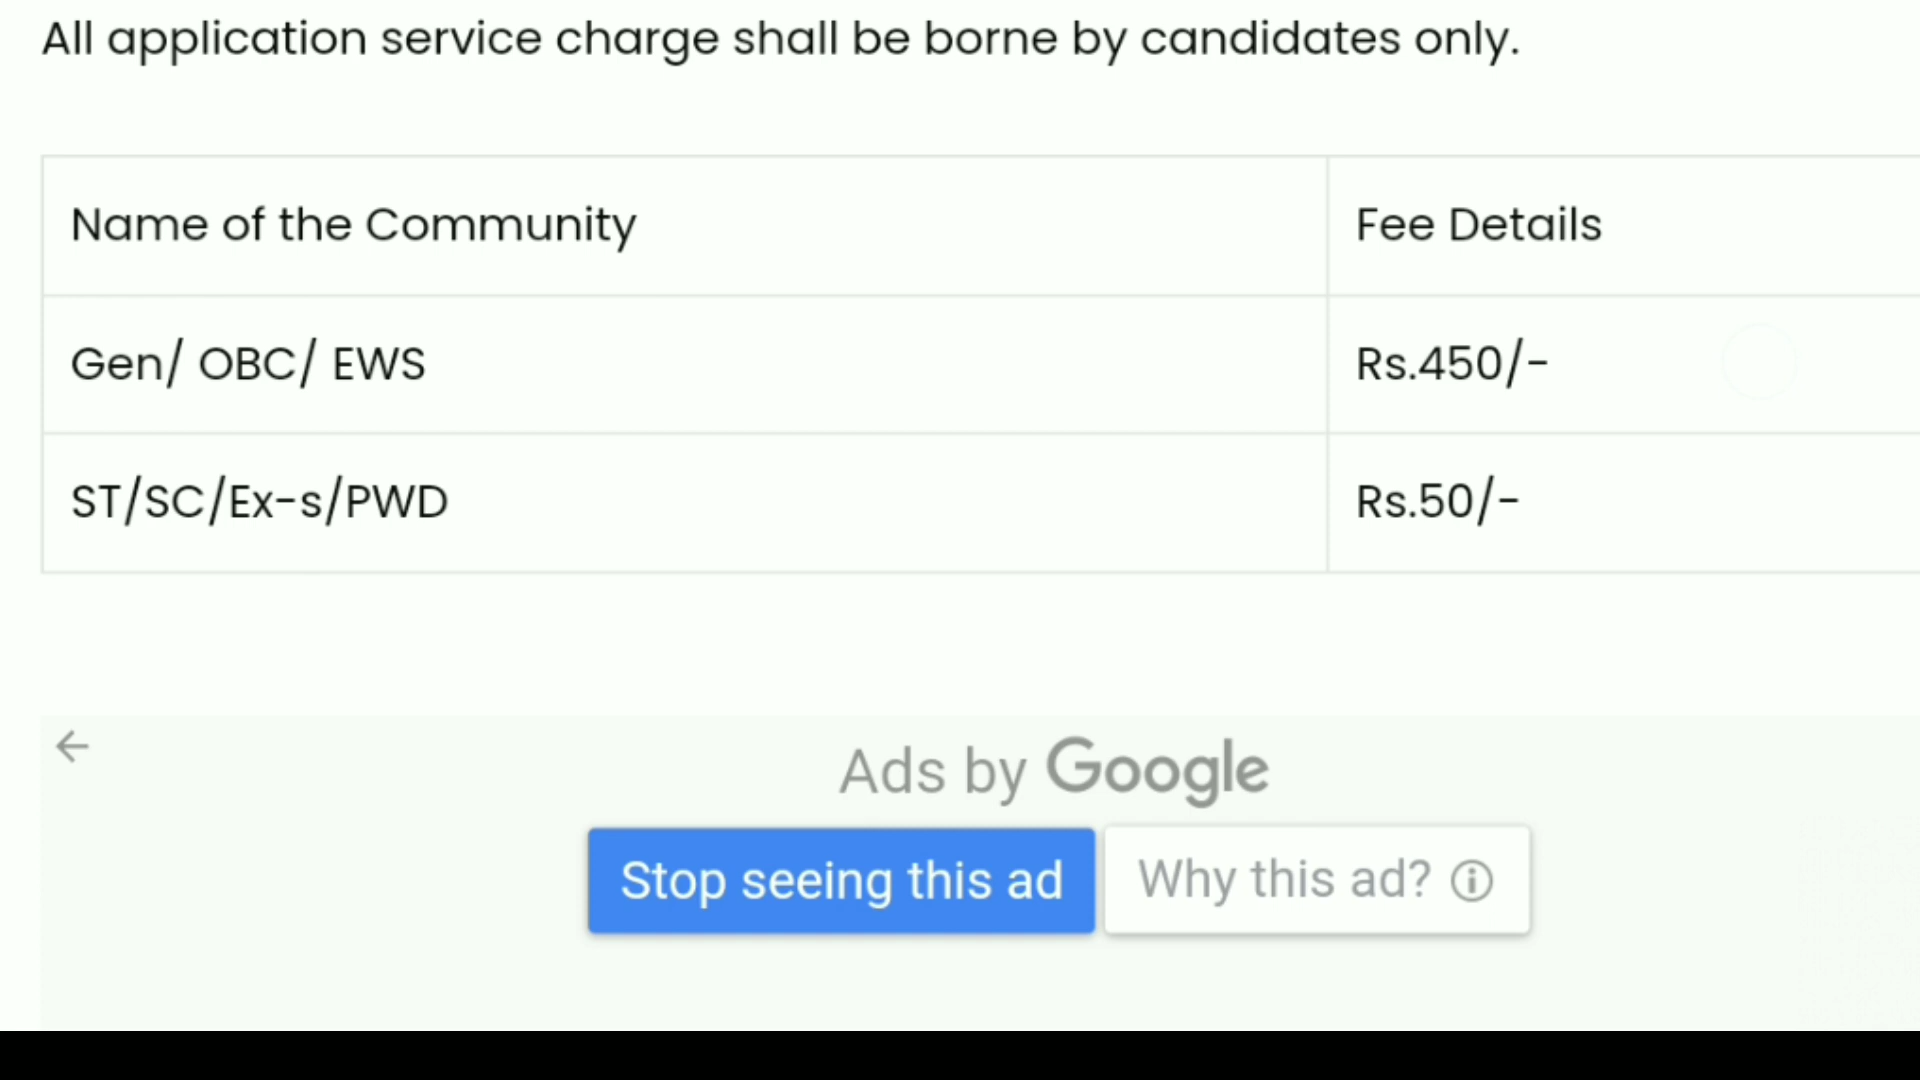 All application service charge shall be borne by candidates only.
Name of the Community Fee Details
Gen/ OBC/ EWS Rs.450/-
ST/SC/Ex-s/PWD Rs.50/-
Ads by Google
Stop seeing this ad Why this ad?